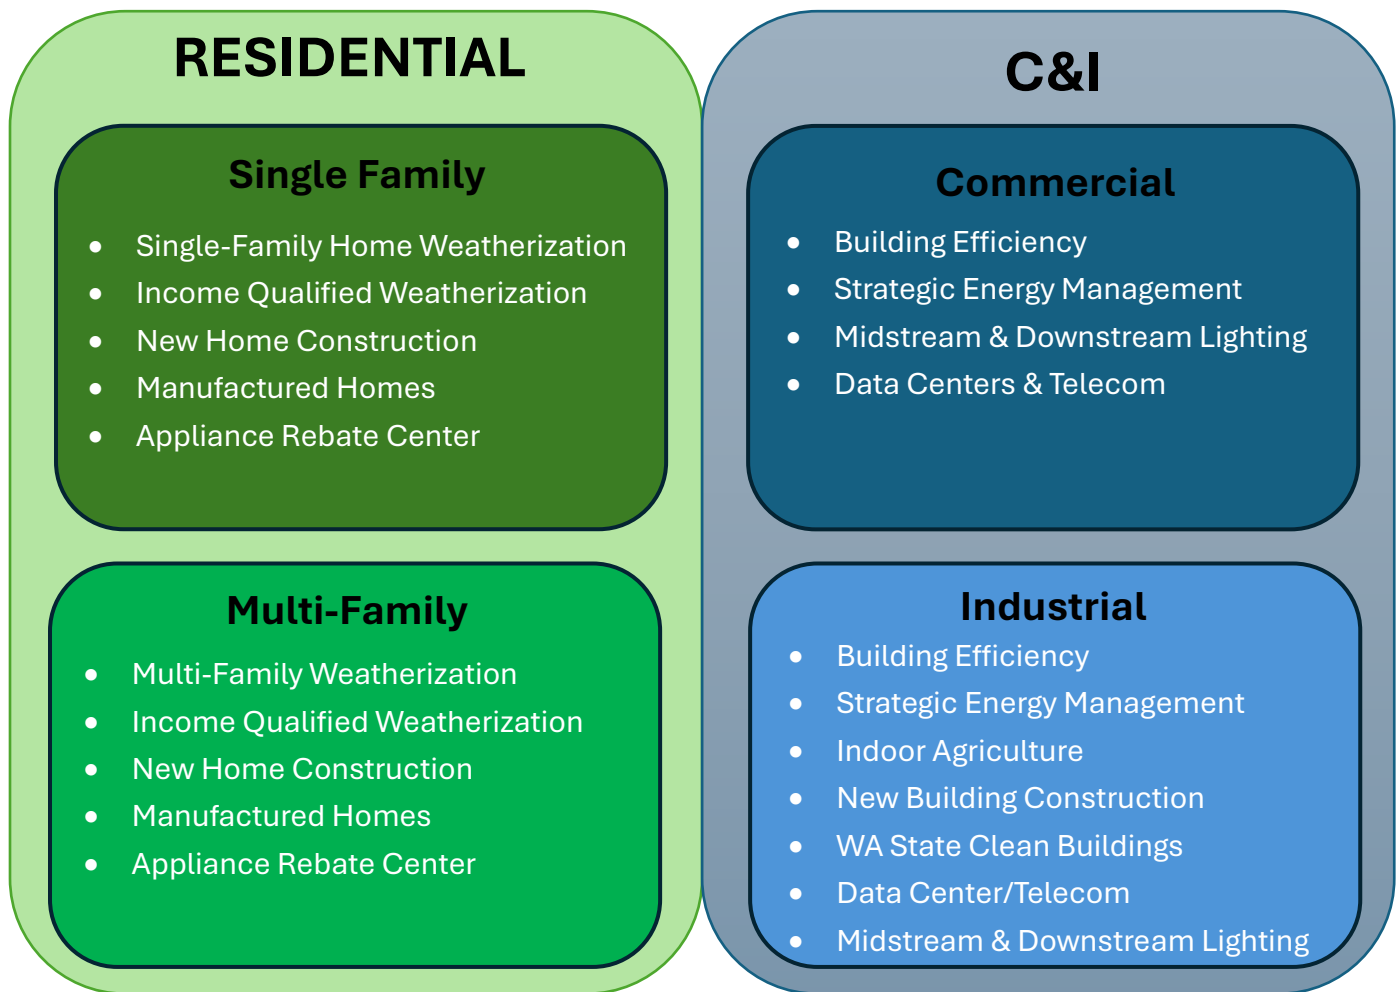 RESIDENTIAL
Single Family
• Single-Family Home Weatherization
• Income Qualified Weatherization
• New Home Construction
• Manufactured Homes
• Appliance Rebate Center
Multi-Family
• Multi-Family Weatherization
• Income Qualified Weatherization
• New Home Construction
• Manufactured Homes
• Appliance Rebate Center
C&I
Commercial
• Building Efficiency
• Strategic Energy Management
• Midstream & Downstream Lighting
• Data Centers & Telecom
Industrial
• Building Efficiency
• Strategic Energy Management
• Indoor Agriculture
• New Building Construction
• WA State Clean Buildings
• Data Center/Telecom
• Midstream & Downstream Lighting